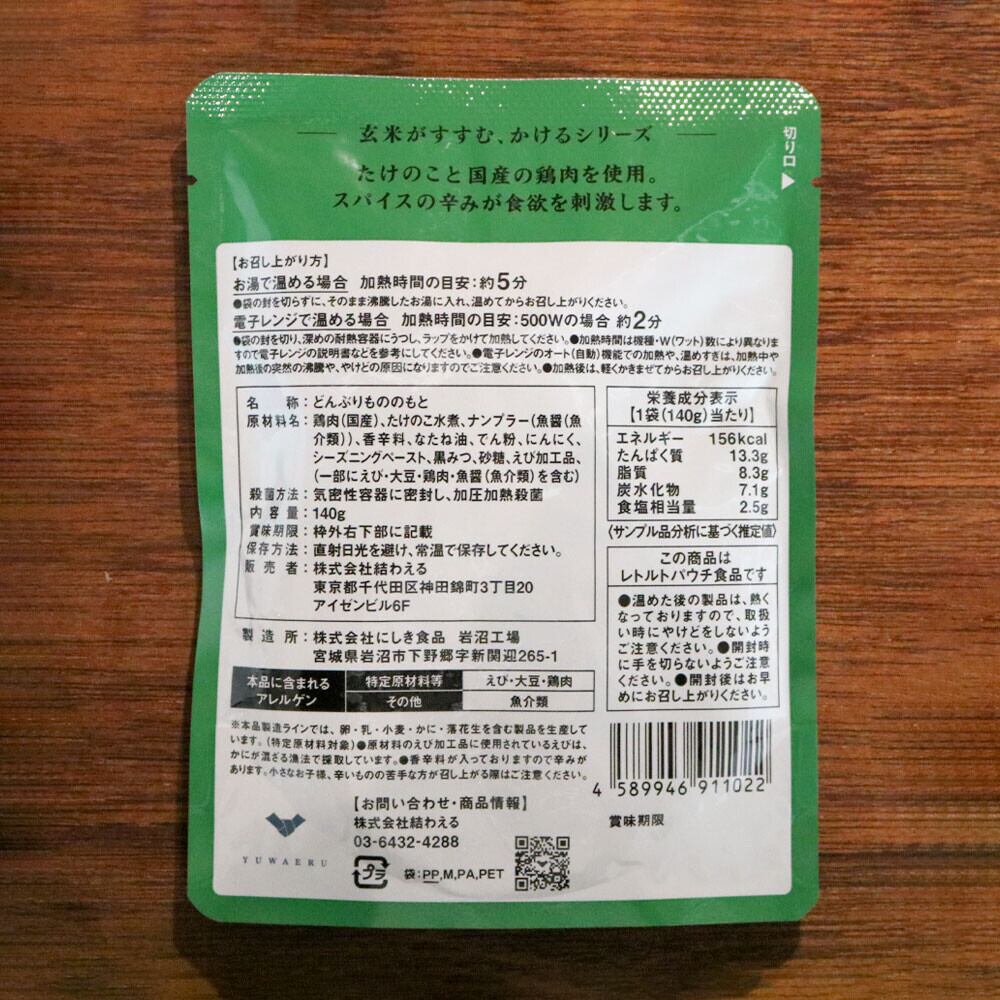 玄米がすすむ、かけるシリーズ
切り口
たけのこと国産の鶏肉を使用。
スパイスの辛みが食欲を刺激します。
【お召し上がり方】
お湯で温める場合 加熱時間の目安：約5分
●袋の封を切らずに、そのまま沸騰したお湯に入れ、温めてからお召し上がりください。
電子レンジで温める場合 加熱時間の目安：500Wの場合 約2分
●袋の封を切り、深めの耐熱容器にうつし、ラップをかけて加熱してください。●加熱時間は機種・W(ワット)数により異なりま
すので電子レンジの説明書などを参考にしてください。●電子レンジのオート(自動)機能での加熱や、温めすぎは、加熱中や
加熱後の突然の沸騰や、やけどの原因になりますのでご注意ください。●加熱後は、軽くかきまぜてからお召し上がりください。
名称：どんぶりもののもと
原材料名：鶏肉(国産)、たけのこ水煮、ナンプラー(魚醤(魚
介類))、香辛料、なたね油、でん粉、にんにく、
シーズニングペースト、黒みつ、砂糖、えび加工品、
(一部にえび・大豆・鶏肉・魚醤(魚介類)を含む)
殺菌方法：気密性容器に密封し、加圧加熱殺菌
内容量：140g
賞味期限：枠外右下部に記載
保存方法：直射日光を避け、常温で保存してください。
販売者：株式会社結わえる
東京都千代田区神田錦町3丁目20
アイゼンビル6F
製造所：株式会社にしき食品 岩沼工場
宮城県岩沼市下野郷字新関迎265-1
栄養成分表示
【1袋(140g)当たり】
エネルギー 156kcal
たんぱく質 13.3g
脂質 8.3g
炭水化物 7.1g
食塩相当量 2.5g
〈サンプル品分析に基づく推定値〉
この商品は
レトルトパウチ食品です
●温めた後の製品は、熱く
なっておりますので、取扱
い時にやけどをしないよう
ご注意ください。●開封時
に手を切らないようご注意
ください。●開封後はお早
めにお召し上がりください。
本品に含まれる
アレルゲン
特定原材料等 えび・大豆・鶏肉
その他 魚介類
※本品製造ラインでは、卵・乳・小麦・かに・落花生を含む製品を生産して
います。(特定原材料対象)●原材料のえび加工品に使用されているえびは、
かにが混ざる漁法で採取しています。●香辛料が入っておりますので辛みが
あります。小さなお子様、辛いものの苦手な方が召し上がる際はご注意ください。
4 589946 911022
賞味期限
YUWAERU
【お問い合わせ・商品情報】
株式会社結わえる
03-6432-4288
プラ
袋：PP,M,PA,PET